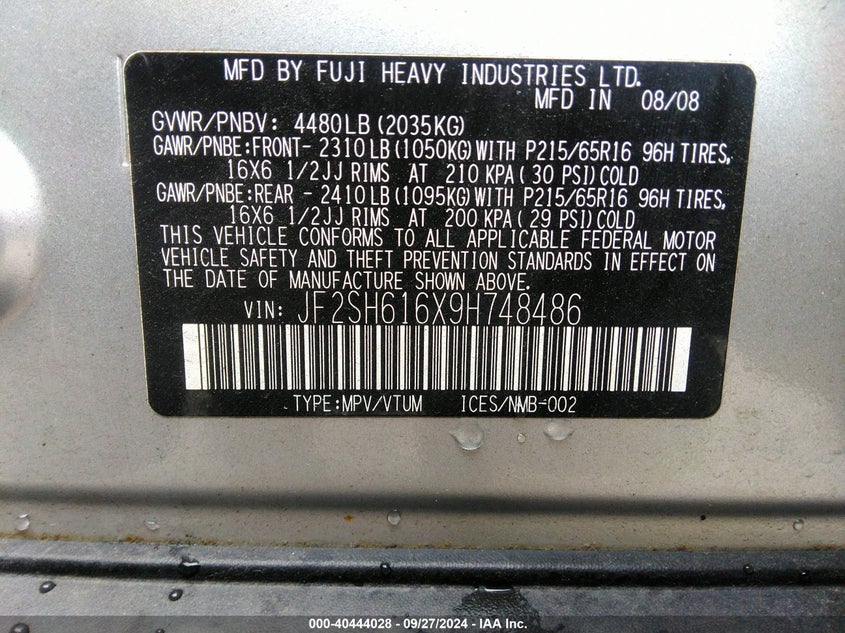 MFD BY FUJI HEAVY INDUSTRIES LTD.
MFD IN 08/08
GVWR/PNBV: 4480LB (2035KG)
GAWR/PNBE:FRONT- 2310LB(1050KG)WITH P215/65R16 96H TIRES,
16X6 1/2JJ RIMS AT 210 KPA( 30 PSI)COLD
GAWR/PNBE:REAR - 2410LB(1095KG)WITH P215/65R16 96H TIRES,
16X6 1/2JJ RIMS AT 200 KPA( 29 PSI)COLD
THIS VEHICLE CONFORMS TO ALL APPLICABLE FEDERAL MOTOR
VEHICLE SAFETY AND THEFT PREVENTION STANDARDS IN EFFECT ON
THE DATE OF MANUFACTURE SHOWN ABOVE.
VIN: JF2SH616X9H748486
TYPE:MPV/VTUM ICES/NMB-002
000-40444028 - 09/27/2024 - IAA Inc.